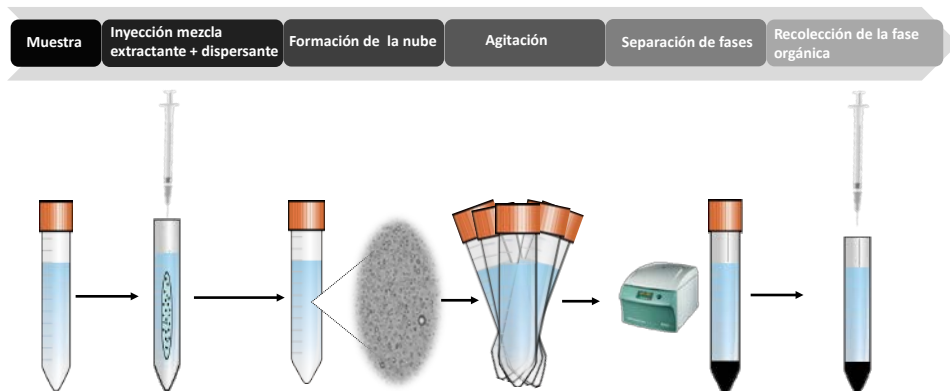 Muestra
Inyección mezcla
extractante + dispersante
Formación de la nube
Agitación
Separación de fases
Recolección de la fase
orgánica